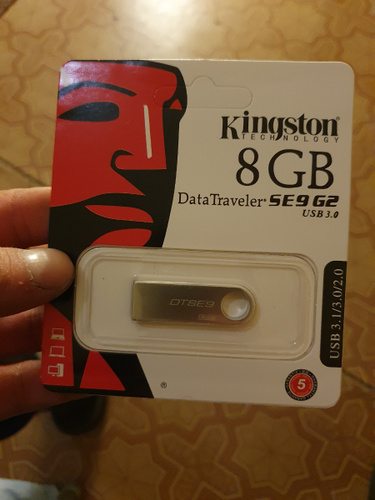 Kingston
TECHNOLOGY
8 GB
DataTraveler® SE9 G2
USB 3.0
DTSE9
USB 3.1/3.0/2.0
5
®